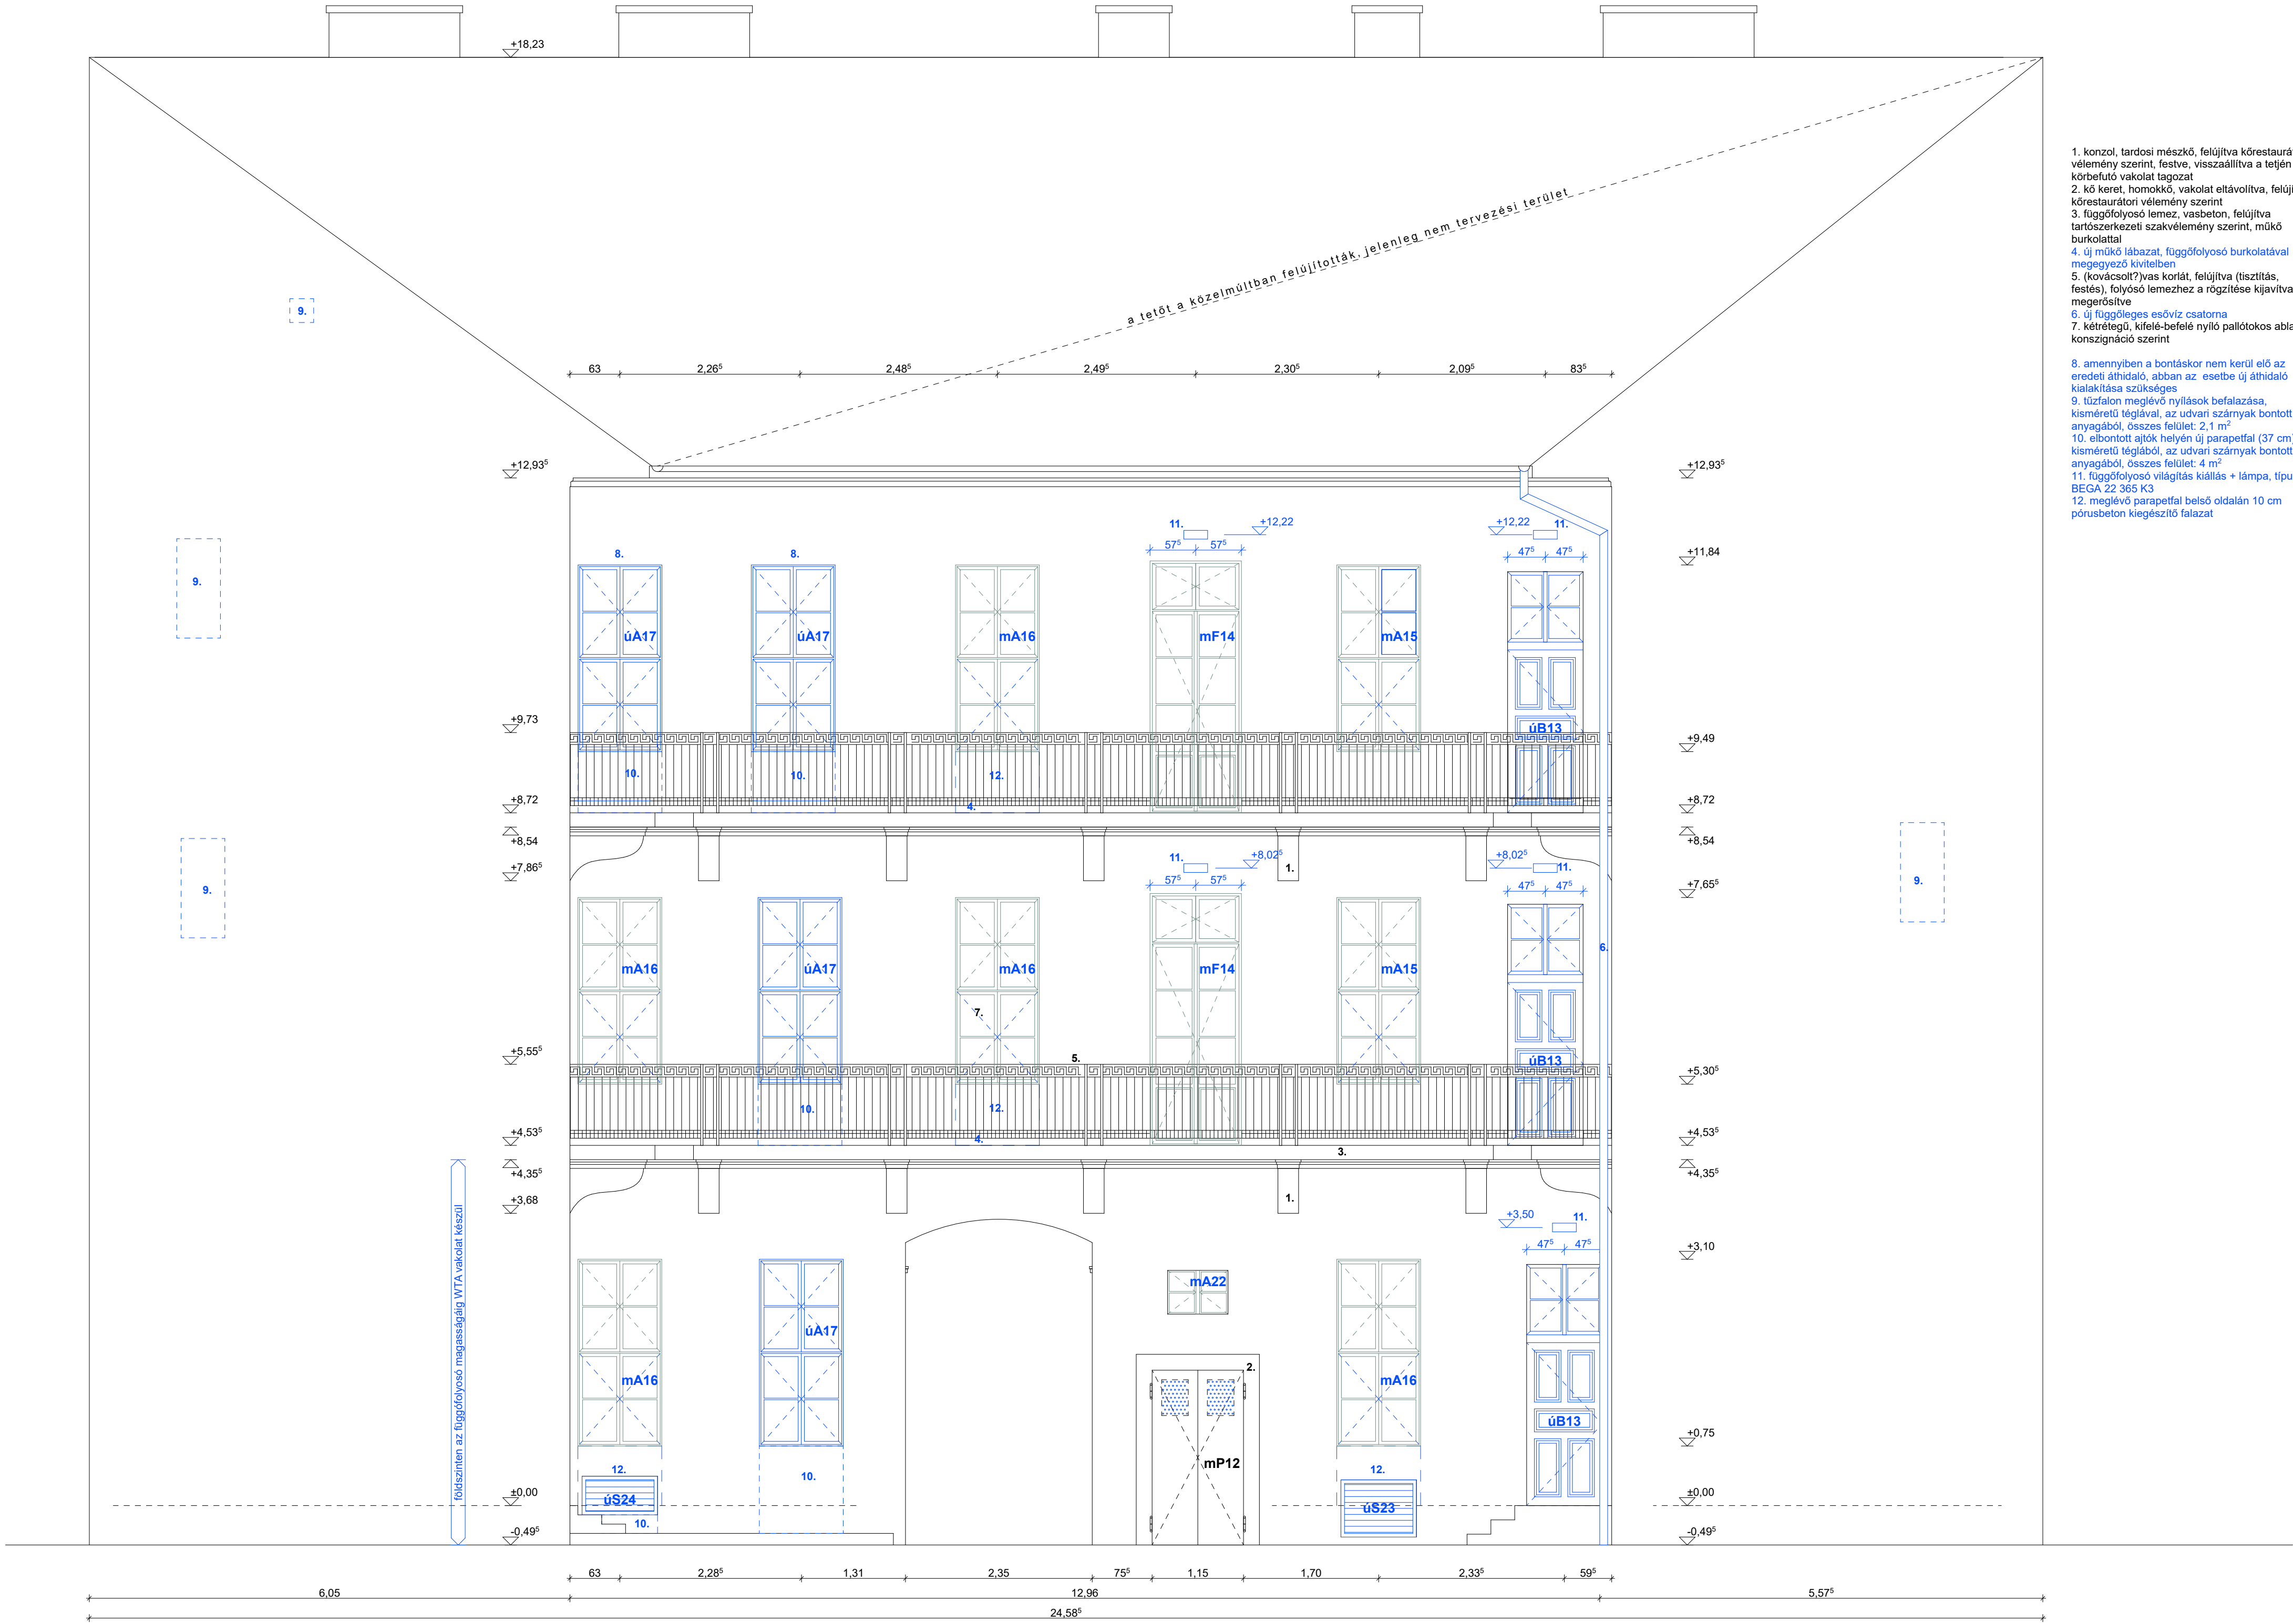 +18,23
1. konzol, tardosi mészkő, felújítva kőrestaurá
vélemény szerint, festve, visszaállítva a tetjén
körbefutó vakolat tagozat
2. kő keret, homokkő, vakolat eltávolítva, felúj
kőrestaurátori vélemény szerint
3. függőfolyosó lemez, vasbeton, felújítva
tartószerkezeti szakvélemény szerint, műkő
burkolattal
4. új műkő lábazat, függőfolyosó burkolatával
megegyező kivitelben
5. (kovácsolt?)vas korlát, felújítva (tisztítás,
festés), folyósó lemezhez a rögzítése kijavítva
megerősítve
6. új függőleges esővíz csatorna
7. kétrétegű, kifelé-befelé nyíló pallótokos abla
konszignáció szerint
8. amennyiben a bontáskor nem kerül elő az
eredeti áthidaló, abban az esetbe új áthidaló
kialakítása szükséges
9. tűzfalon meglévő nyílások befalazása,
kisméretű téglával, az udvari szárnyak bontott
anyagából, összes felület: 2,1 m²
10. elbontott ajtók helyén új parapetfal (37 cm)
kisméretű téglából, az udvari szárnyak bontott
anyagából, összes felület: 4 m²
11. függőfolyosó világítás kiállás + lámpa, típu
BEGA 22 365 K3
12. meglévő parapetfal belső oldalán 10 cm
pórusbeton kiegészítő falazat
a tetőt a közelmúltban felújították, jelenleg nem tervezési terület
9.
63 2,26⁵ 2,48⁵ 2,49⁵ 2,30⁵ 2,09⁵ 83⁵
+12,93⁵ +12,93⁵
11. +12,22 +12,22 11.
8. 8. 57⁵ 57⁵ 47⁵ 47⁵ +11,84
9.
úA17 úA17 mA16 mF14 mA15
+9,73 úB13 +9,49
10. 10. 12.
+8,72 4. +8,72
+8,54 +8,54
+7,86⁵ 11. +8,02⁵ 1. +8,02⁵ 11.
57⁵ 57⁵ 47⁵ 47⁵ +7,65⁵
9. 9.
6.
mA16 úA17 mA16 mF14 mA15
7.
+5,55⁵ 5. úB13 +5,30⁵
10. 12.
+4,53⁵ 4. +4,53⁵
3.
+4,35⁵ +4,35⁵
+3,68 1.
földszinten az függőfolyosó magasságáig WTA vakolat készül
+3,50 11.
47⁵ 47⁵ +3,10
mA22
úA17
2.
mA16 mA16
úB13
+0,75
12. 10. mP12 12.
±0,00 úS24 úS23 ±0,00
10.
-0,49⁵ -0,49⁵
63 2,28⁵ 1,31 2,35 75⁵ 1,15 1,70 2,33⁵ 59⁵
6,05 12,96 5,57⁵
24,58⁵